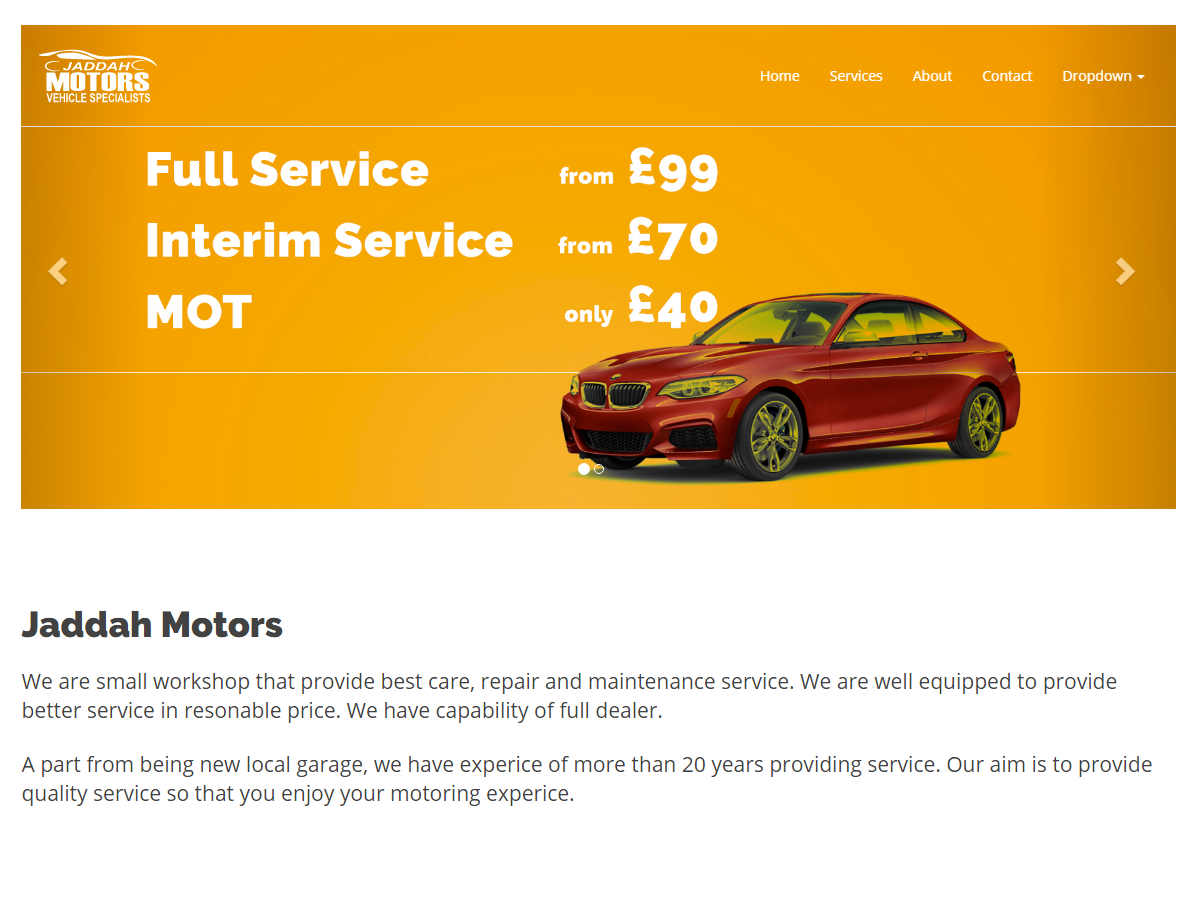 JADDAH
MOTORS
VEHICLE SPECIALISTS
Home Services About Contact Dropdown
Full Service from £99
Interim Service from £70
MOT only £40
Jaddah Motors
We are small workshop that provide best care, repair and maintenance service. We are well equipped to provide
better service in resonable price. We have capability of full dealer.
A part from being new local garage, we have experice of more than 20 years providing service. Our aim is to provide
quality service so that you enjoy your motoring experice.